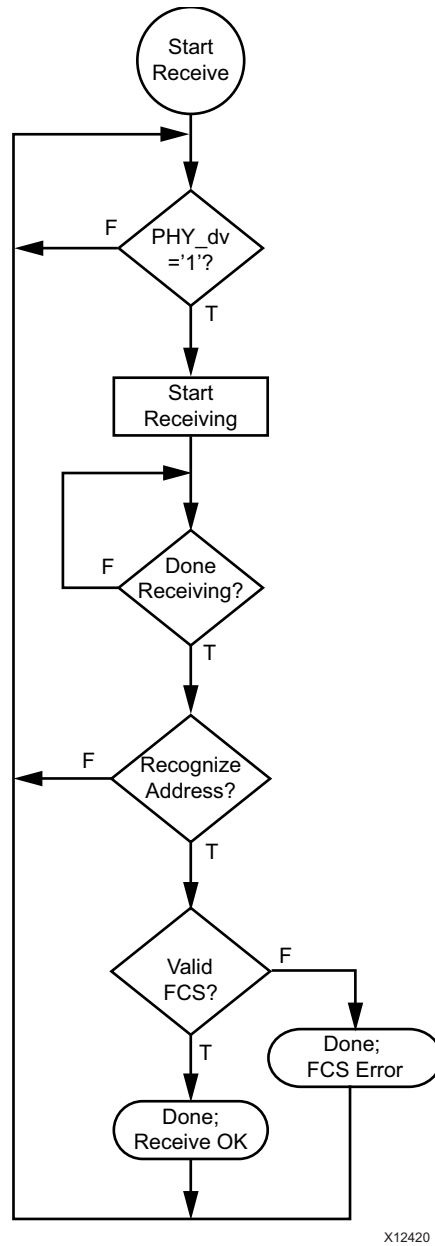 Start
Receive
F
PHY_dv
='1'?
T
Start
Receiving
F
Done
Receiving?
T
F
Recognize
Address?
T
F
Valid
FCS?
T
Done;
FCS Error
Done;
Receive OK
X12420